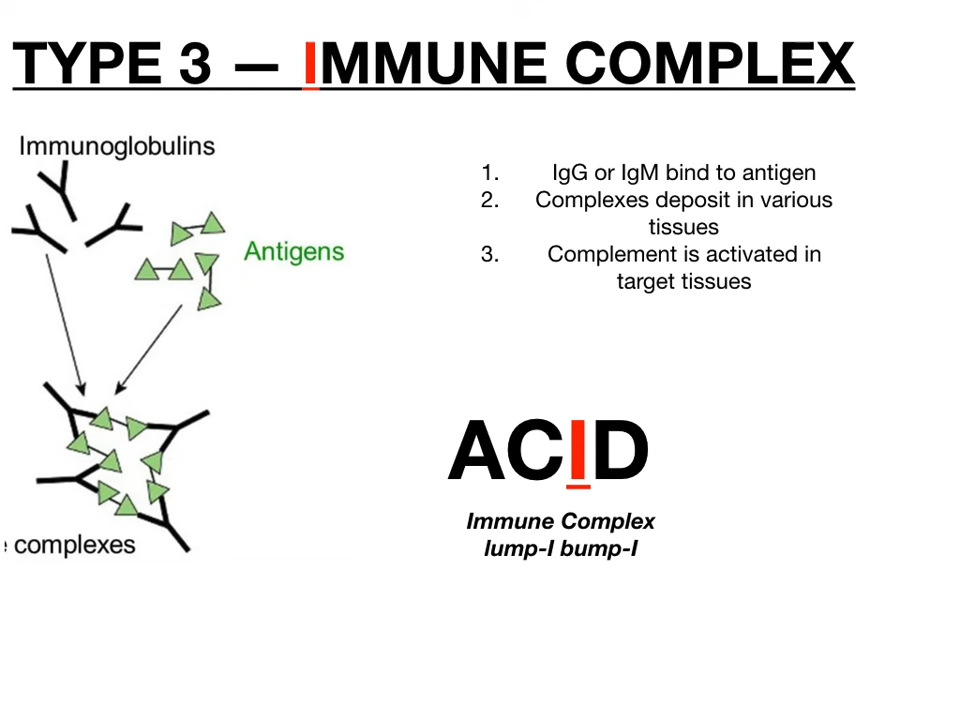 TYPE 3 — IMMUNE COMPLEX
Immunoglobulins
Antigens
complexes
1. IgG or IgM bind to antigen
2. Complexes deposit in various
tissues
3. Complement is activated in
target tissues
ACID
Immune Complex
lump-I bump-I